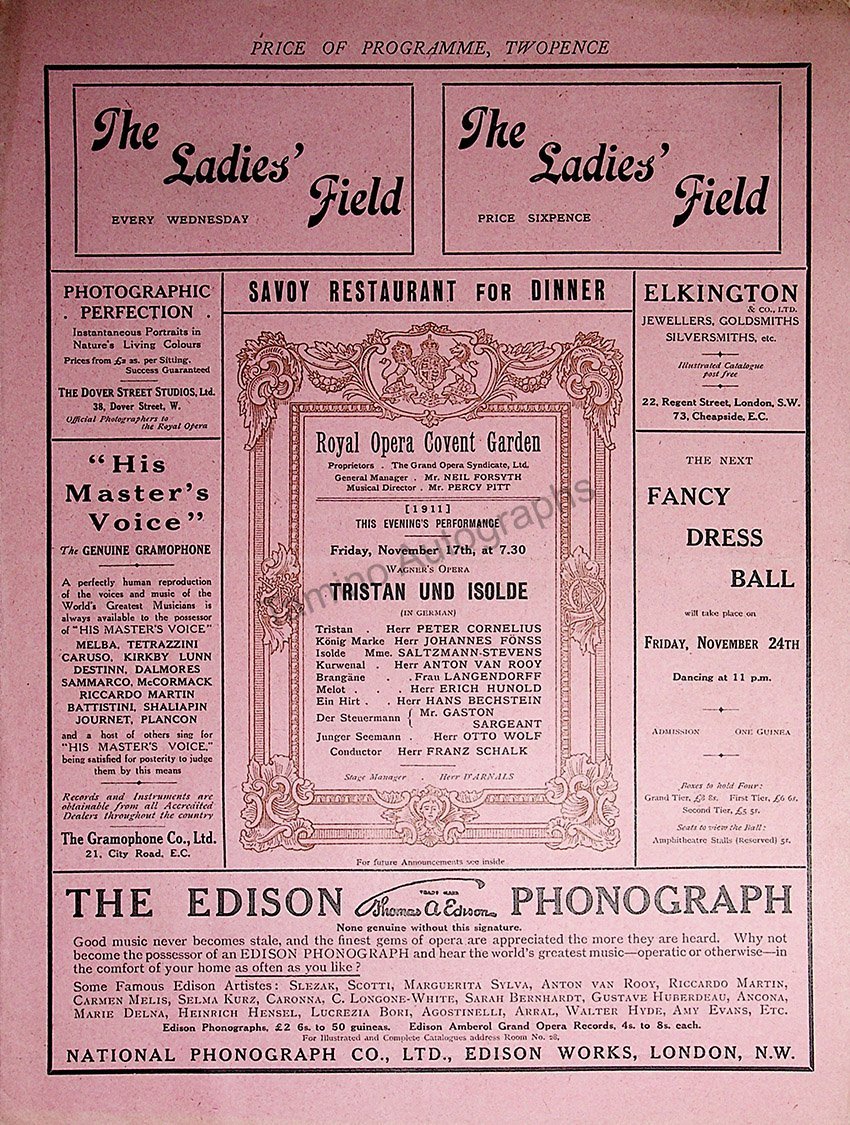 PRICE OF PROGRAMME, TWOPENCE
The
Ladies'
Field
EVERY WEDNESDAY
The
Ladies'
Field
PRICE SIXPENCE
PHOTOGRAPHIC
. PERFECTION .
Instantaneous Portraits in
Nature's Living Colours
Prices from £2 2s. per Sitting.
Success Guaranteed
THE DOVER STREET STUDIOS, Ltd.
38, Dover Street, W.
Official Photographers to
the Royal Opera
"His
Master's
Voice"
The GENUINE GRAMOPHONE
A perfectly human reproduction
of the voices and music of the
World's Greatest Musicians is
always available to the possessor
of "HIS MASTER'S VOICE"
MELBA, TETRAZZINI
CARUSO, KIRKBY LUNN
DESTINN, DALMORES
SAMMARCO, McCORMACK
RICCARDO MARTIN
BATTISTINI, SHALIAPIN
JOURNET, PLANCON
and a host of others sing for
"HIS MASTER'S VOICE,"
being satisfied for posterity to judge
them by this means
Records and Instruments are
obtainable from all Accredited
Dealers throughout the country
The Gramophone Co., Ltd.
21, City Road, E.C.
SAVOY RESTAURANT FOR DINNER
Royal Opera Covent Garden
Proprietors . The Grand Opera Syndicate, Ltd.
General Manager . Mr. NEIL FORSYTH
Musical Director . Mr. PERCY PITT
[1911]
THIS EVENING'S PERFORMANCE
Friday, November 17th, at 7.30
WAGNER'S OPERA
TRISTAN UND ISOLDE
(IN GERMAN)
Tristan Herr PETER CORNELIUS
König Marke Herr JOHANNES FÖNSS
Isolde Mme. SALTZMANN-STEVENS
Kurwenal . Herr ANTON VAN ROOY
Brangäne . Frau LANGENDORFF
Melot . . Herr ERICH HUNOLD
Ein Hirt . . Herr HANS BECHSTEIN
Der Steuermann { Mr. GASTON
SARGEANT
Junger Seemann . Herr OTTO WOLF
Conductor Herr FRANZ SCHALK
Stage Manager . Herr D'ARNALS
For future Announcements see inside
Tamino Autographs
ELKINGTON
& CO., LTD.
JEWELLERS, GOLDSMITHS
SILVERSMITHS, etc.
Illustrated Catalogue
post free
22, Regent Street, London, S.W.
73, Cheapside, E.C.
THE NEXT
FANCY
DRESS
BALL
will take place on
FRIDAY, NOVEMBER 24TH
Dancing at 11 p.m.
ADMISSION ONE GUINEA
Boxes to hold Four:
Grand Tier, £8 8s. First Tier, £6 6s.
Second Tier, £5 5s.
Seats to view the Ball:
Amphitheatre Stalls (Reserved) 5s.
THE EDISON TRADE MARK Thomas A Edison PHONOGRAPH
None genuine without this signature.
Good music never becomes stale, and the finest gems of opera are appreciated the more they are heard. Why not
become the possessor of an EDISON PHONOGRAPH and hear the world's greatest music—operatic or otherwise—in
the comfort of your home as often as you like?
Some Famous Edison Artistes: SLEZAK, SCOTTI, MARGUERITA SYLVA, ANTON VAN ROOY, RICCARDO MARTIN,
CARMEN MELIS, SELMA KURZ, CARONNA, C. LONGONE-WHITE, SARAH BERNHARDT, GUSTAVE HUBERDEAU, ANCONA,
MARIE DELNA, HEINRICH HENSEL, LUCREZIA BORI, AGOSTINELLI, ARRAL, WALTER HYDE, AMY EVANS, ETC.
Edison Phonographs, £2 6s. to 50 guineas. Edison Amberol Grand Opera Records, 4s. to 8s. each.
For Illustrated and Complete Catalogues address Room No. 28.
NATIONAL PHONOGRAPH CO., LTD., EDISON WORKS, LONDON, N.W.